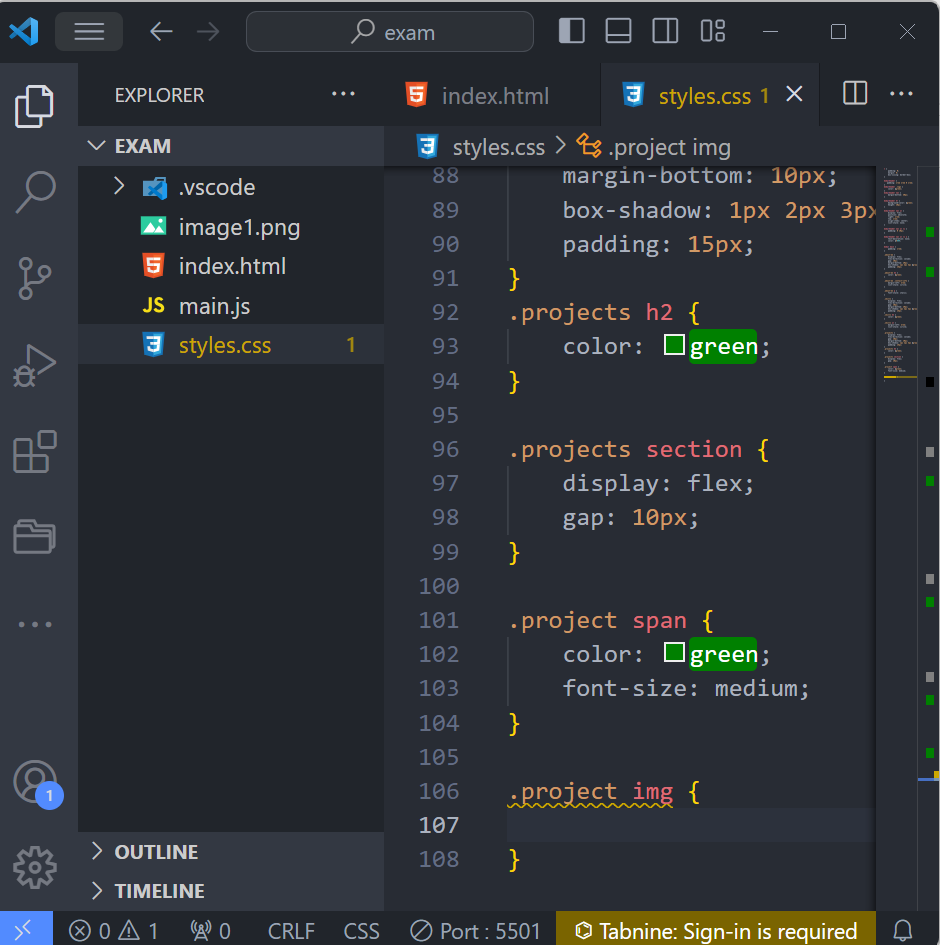 exam
EXPLORER
index.html
styles.css 1
EXAM
styles.css > .project img
.vscode
image1.png
index.html
JS main.js
styles.css 1
88 margin-bottom: 10px;
89 box-shadow: 1px 2px 3px
90 padding: 15px;
91 }
92 .projects h2 {
93 color: green;
94 }
95
96 .projects section {
97 display: flex;
98 gap: 10px;
99 }
100
101 .project span {
102 color: green;
103 font-size: medium;
104 }
105
106 .project img {
107
108 }
1
OUTLINE
TIMELINE
0 1 0 CRLF CSS Port : 5501 Tabnine: Sign-in is required